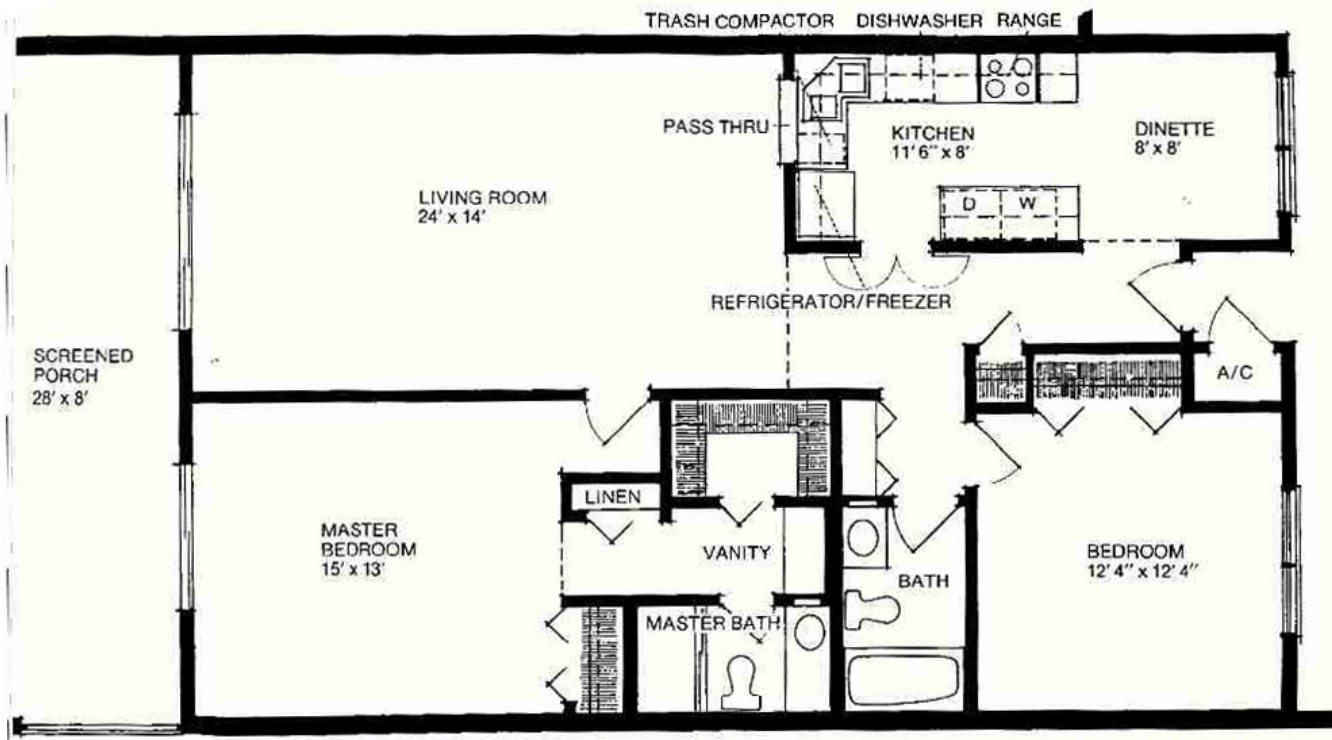 TRASH COMPACTOR DISHWASHER RANGE
PASS THRU
KITCHEN
11' 6" x 8'
DINETTE
8' x 8'
LIVING ROOM
24' x 14'
D W
REFRIGERATOR/FREEZER
SCREENED
PORCH
28' x 8'
A/C
LINEN
MASTER
BEDROOM
15' x 13'
VANITY
BATH
BEDROOM
12' 4" x 12' 4"
MASTER BATH